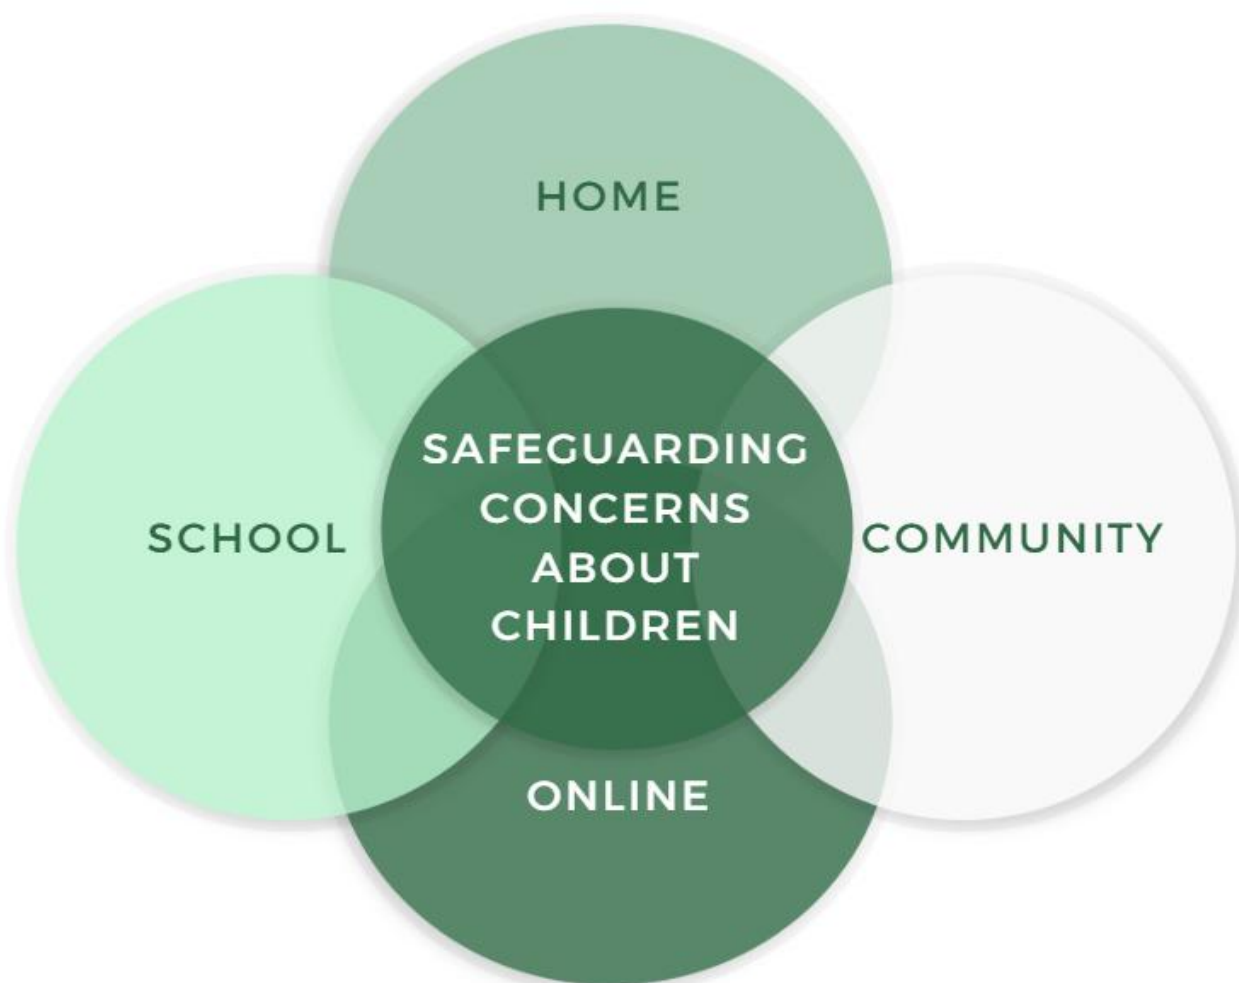 HOME
SCHOOL
SAFEGUARDING
CONCERNS
ABOUT
CHILDREN
COMMUNITY
ONLINE